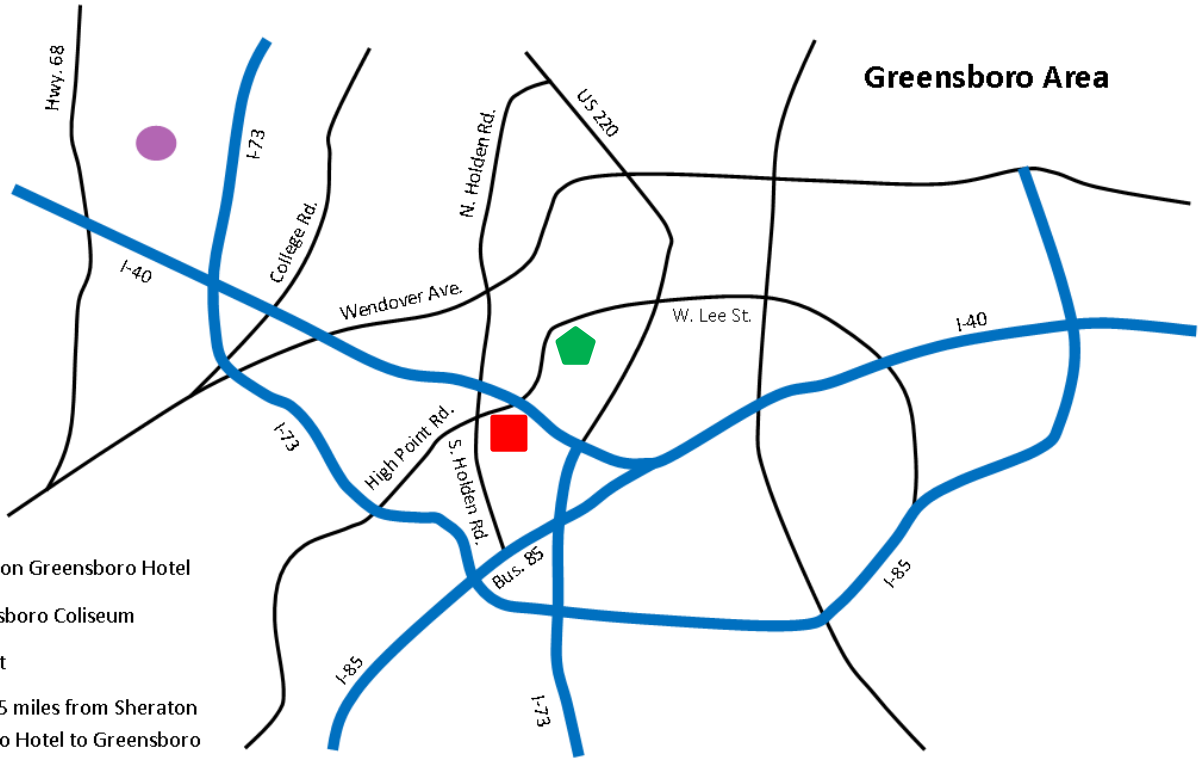 Greensboro Area
Hwy. 68
I-73
US 220
N. Holden Rd.
College Rd.
I-40
Wendover Ave.
W. Lee St.
I-40
I-73
High Point Rd.
S. Holden Rd.
Bus. 85
I-85
I-85
I-73
on Greensboro Hotel
sboro Coliseum
t
5 miles from Sheraton
o Hotel to Greensboro